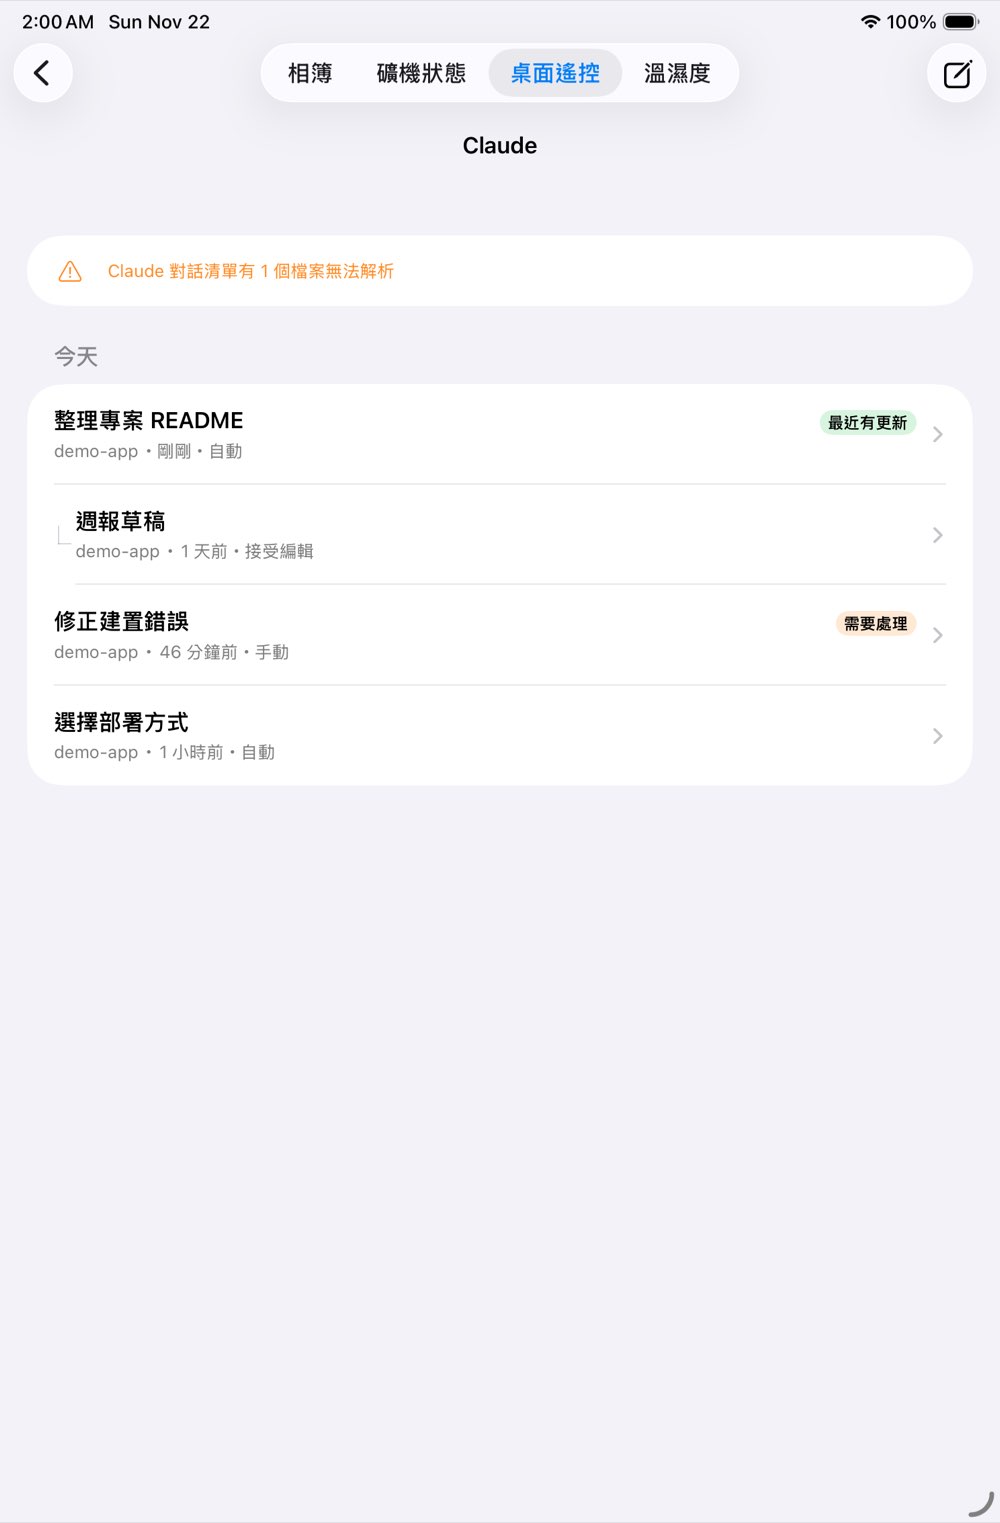 2:00 AM Sun Nov 22
100%
相簿 礦機狀態 桌面遙控 溫濕度
Claude
Claude 對話清單有 1 個檔案無法解析
今天
整理專案 README
最近有更新
demo-app・剛剛・自動
週報草稿
demo-app・1 天前・接受編輯
修正建置錯誤
需要處理
demo-app・46 分鐘前・手動
選擇部署方式
demo-app・1 小時前・自動